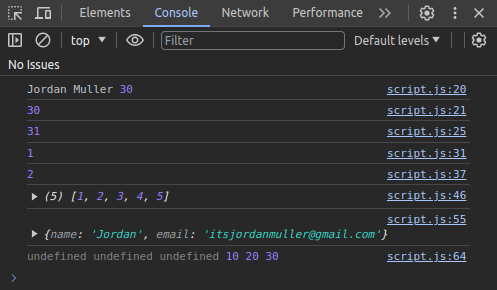 Elements Console Network Performance
top Filter Default levels
No Issues
Jordan Muller 30 script.js:20
30 script.js:21
31 script.js:25
1 script.js:31
2 script.js:37
(5) [1, 2, 3, 4, 5] script.js:46
script.js:55
{name: 'Jordan', email: 'itsjordanmuller@gmail.com'}
undefined undefined undefined 10 20 30 script.js:64